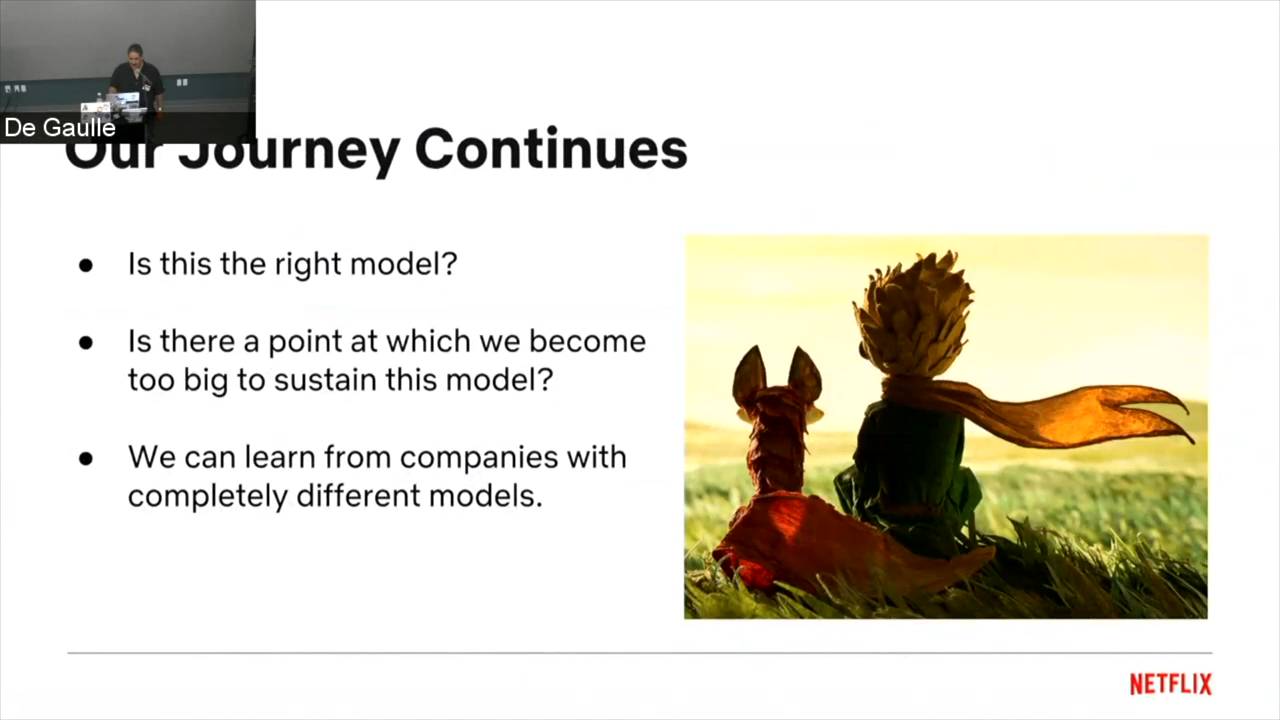 De Gaulle
Our Journey Continues
● Is this the right model?
● Is there a point at which we become
too big to sustain this model?
● We can learn from companies with
completely different models.
NETFLIX